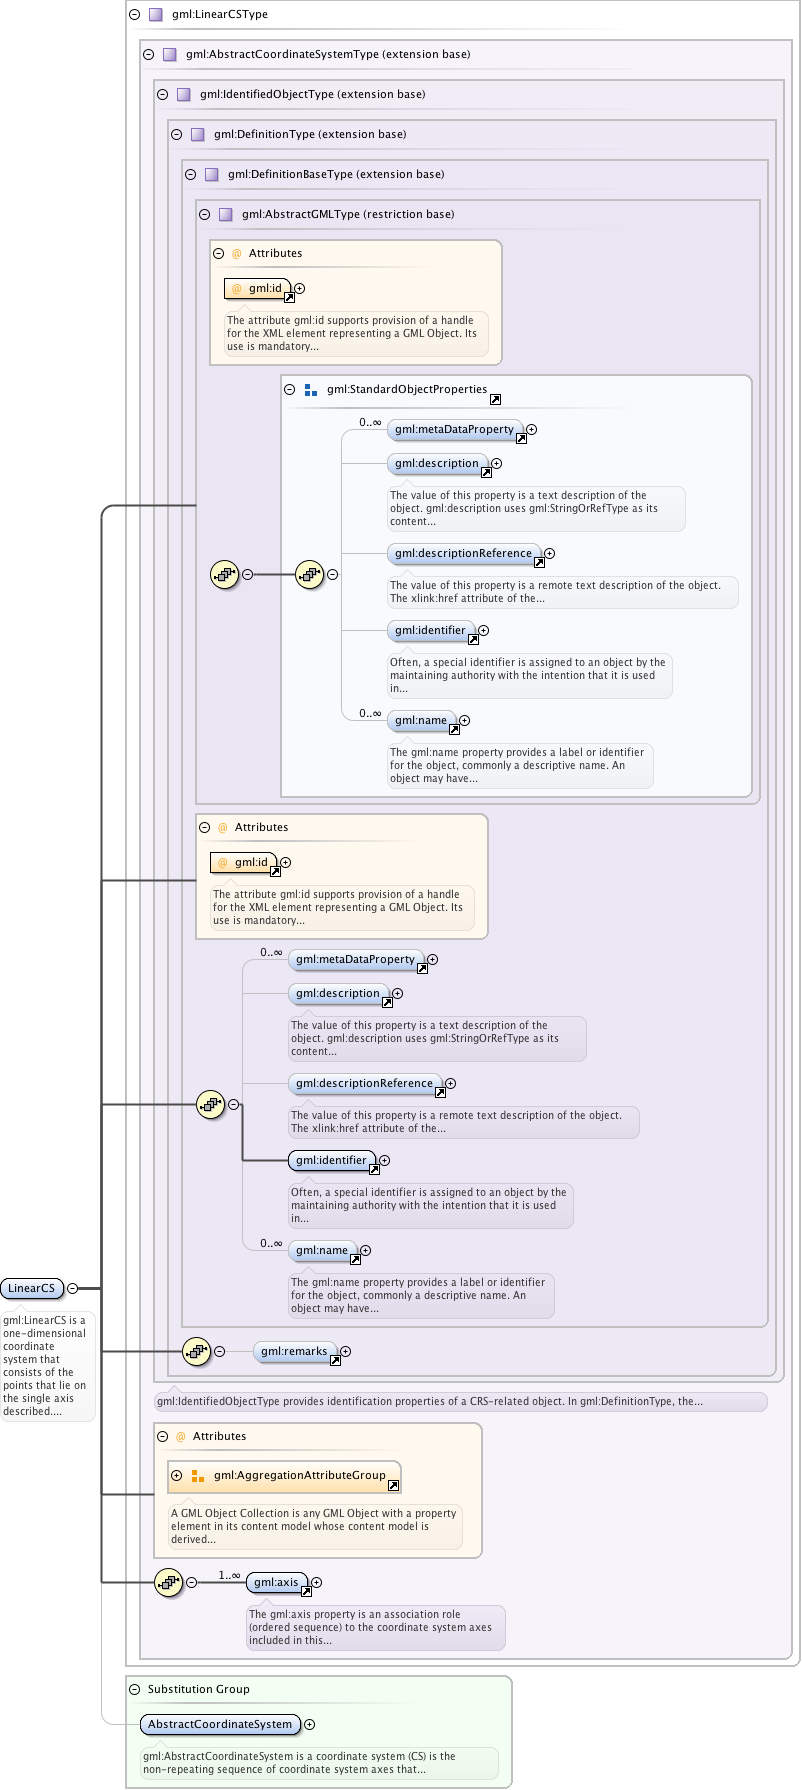 gml:LinearCSType
gml:AbstractCoordinateSystemType (extension base)
gml:IdentifiedObjectType (extension base)
gml:DefinitionType (extension base)
gml:DefinitionBaseType (extension base)
gml:AbstractGMLType (restriction base)
@ Attributes
@ gml:id
The attribute gml:id supports provision of a handle
for the XML element representing a GML Object. Its
use is mandatory...
gml:StandardObjectProperties
0..∞
gml:metaDataProperty
gml:description
The value of this property is a text description of the
object. gml:description uses gml:StringOrRefType as its
content...
gml:descriptionReference
The value of this property is a remote text description of the object.
The xlink:href attribute of the...
gml:identifier
Often, a special identifier is assigned to an object by the
maintaining authority with the intention that it is used
in...
0..∞
gml:name
The gml:name property provides a label or identifier
for the object, commonly a descriptive name. An
object may have...
@ Attributes
@ gml:id
The attribute gml:id supports provision of a handle
for the XML element representing a GML Object. Its
use is mandatory...
0..∞
gml:metaDataProperty
gml:description
The value of this property is a text description of the
object. gml:description uses gml:StringOrRefType as its
content...
gml:descriptionReference
The value of this property is a remote text description of the object.
The xlink:href attribute of the...
gml:identifier
Often, a special identifier is assigned to an object by the
maintaining authority with the intention that it is used
in...
0..∞
gml:name
The gml:name property provides a label or identifier
for the object, commonly a descriptive name. An
object may have...
LinearCS
gml:LinearCS is a
one-dimensional
coordinate
system that
consists of the
points that lie on
the single axis
described....
gml:remarks
gml:IdentifiedObjectType provides identification properties of a CRS-related object. In gml:DefinitionType, the...
@ Attributes
gml:AggregationAttributeGroup
A GML Object Collection is any GML Object with a property
element in its content model whose content model is
derived...
1..∞
gml:axis
The gml:axis property is an association role
(ordered sequence) to the coordinate system axes
included in this...
Substitution Group
AbstractCoordinateSystem
gml:AbstractCoordinateSystem is a coordinate system (CS) is the
non-repeating sequence of coordinate system axes that...